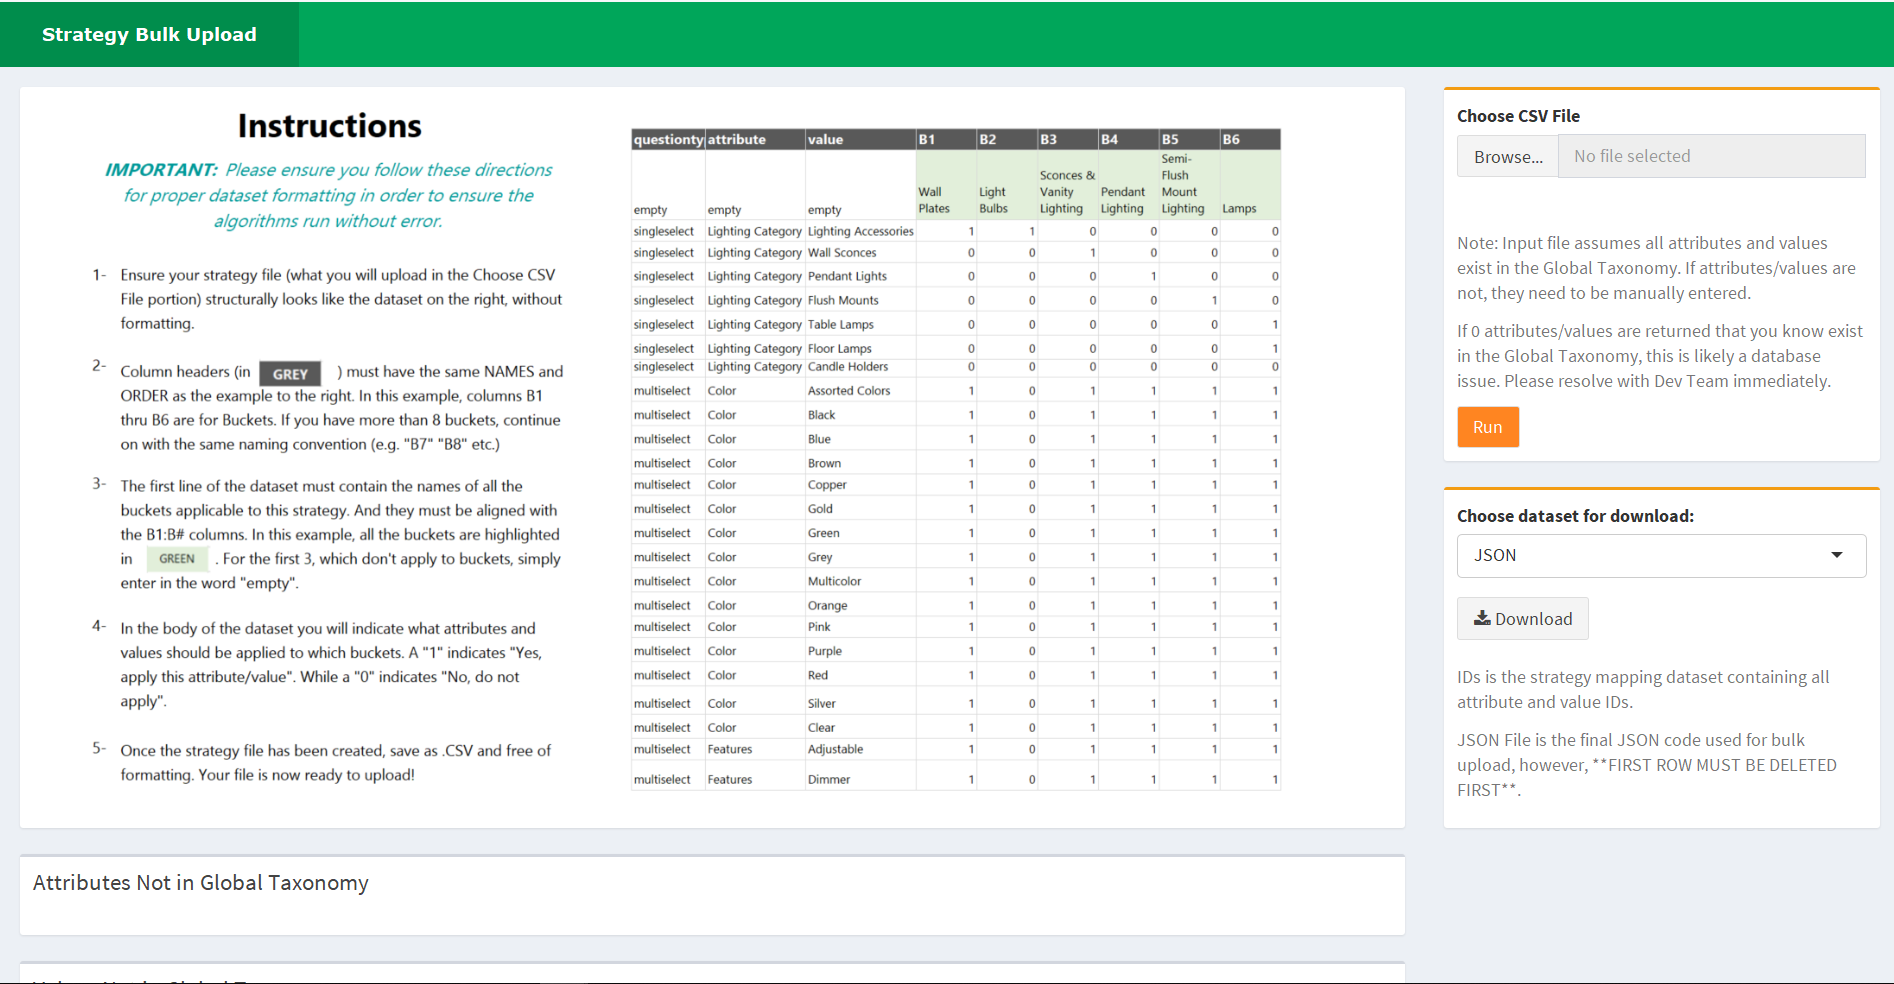 Strategy Bulk Upload
Instructions
IMPORTANT: Please ensure you follow these directions
for proper dataset formatting in order to ensure the
algorithms run without error.
1- Ensure your strategy file (what you will upload in the Choose CSV
File portion) structurally looks like the dataset on the right, without
formatting.
2- Column headers (in GREY ) must have the same NAMES and
ORDER as the example to the right. In this example, columns B1
thru B6 are for Buckets. If you have more than 8 buckets, continue
on with the same naming convention (e.g. "B7" "B8" etc.)
3- The first line of the dataset must contain the names of all the
buckets applicable to this strategy. And they must be aligned with
the B1:B# columns. In this example, all the buckets are highlighted
in GREEN . For the first 3, which don't apply to buckets, simply
enter in the word "empty".
4- In the body of the dataset you will indicate what attributes and
values should be applied to which buckets. A "1" indicates "Yes,
apply this attribute/value". While a "0" indicates "No, do not
apply".
5- Once the strategy file has been created, save as .CSV and free of
formatting. Your file is now ready to upload!
questionty attribute value B1 B2 B3 B4 B5 B6
empty empty empty Wall Plates Light Bulbs Sconces & Vanity Lighting Pendant Lighting Semi-Flush Mount Lighting Lamps
singleselect Lighting Category Lighting Accessories 1 1 0 0 0 0
singleselect Lighting Category Wall Sconces 0 0 1 0 0 0
singleselect Lighting Category Pendant Lights 0 0 0 1 0 0
singleselect Lighting Category Flush Mounts 0 0 0 0 1 0
singleselect Lighting Category Table Lamps 0 0 0 0 0 1
singleselect Lighting Category Floor Lamps 0 0 0 0 0 1
singleselect Lighting Category Candle Holders 0 0 0 0 0 0
multiselect Color Assorted Colors 1 0 1 1 1 1
multiselect Color Black 1 0 1 1 1 1
multiselect Color Blue 1 0 1 1 1 1
multiselect Color Brown 1 0 1 1 1 1
multiselect Color Copper 1 0 1 1 1 1
multiselect Color Gold 1 0 1 1 1 1
multiselect Color Green 1 0 1 1 1 1
multiselect Color Grey 1 0 1 1 1 1
multiselect Color Multicolor 1 0 1 1 1 1
multiselect Color Orange 1 0 1 1 1 1
multiselect Color Pink 1 0 1 1 1 1
multiselect Color Purple 1 0 1 1 1 1
multiselect Color Red 1 0 1 1 1 1
multiselect Color Silver 1 0 1 1 1 1
multiselect Color Clear 1 0 1 1 1 1
multiselect Features Adjustable 1 0 1 1 1 1
multiselect Features Dimmer 1 0 1 1 1 1
Choose CSV File
Browse... No file selected
Note: Input file assumes all attributes and values
exist in the Global Taxonomy. If attributes/values are
not, they need to be manually entered.
If 0 attributes/values are returned that you know exist
in the Global Taxonomy, this is likely a database
issue. Please resolve with Dev Team immediately.
Run
Choose dataset for download:
JSON
Download
IDs is the strategy mapping dataset containing all
attribute and value IDs.
JSON File is the final JSON code used for bulk
upload, however, **FIRST ROW MUST BE DELETED
FIRST**.
Attributes Not in Global Taxonomy